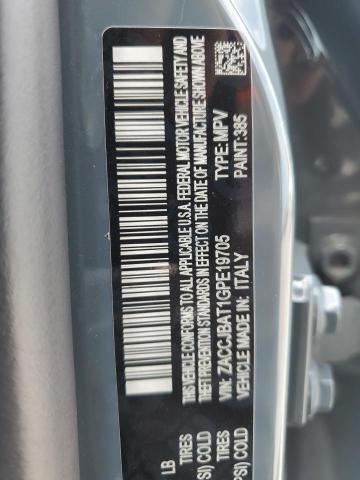 THIS VEHICLE CONFORMS TO ALL APPLICABLE U.S.A. FEDERAL MOTOR VEHICLE SAFETY AND
THEFT PREVENTION STANDARDS IN EFFECT ON THE DATE OF MANUFACTURE SHOWN ABOVE
VIN: ZACCJBAT1GPE19705 TYPE: MPV
VEHICLE MADE IN: ITALY PAINT: 385
LB
TIRES
SI) COLD
TIRES
PSI) COLD